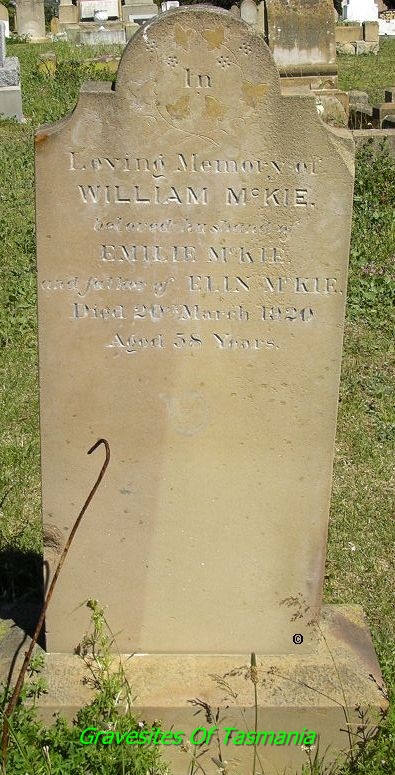 In
Loving Memory of
WILLIAM McKIE,
beloved husband of
EMILIE McKIE,
and father of ELIN McKIE,
Died 20th March 1920
Aged 58 Years.
©
Gravesites Of Tasmania